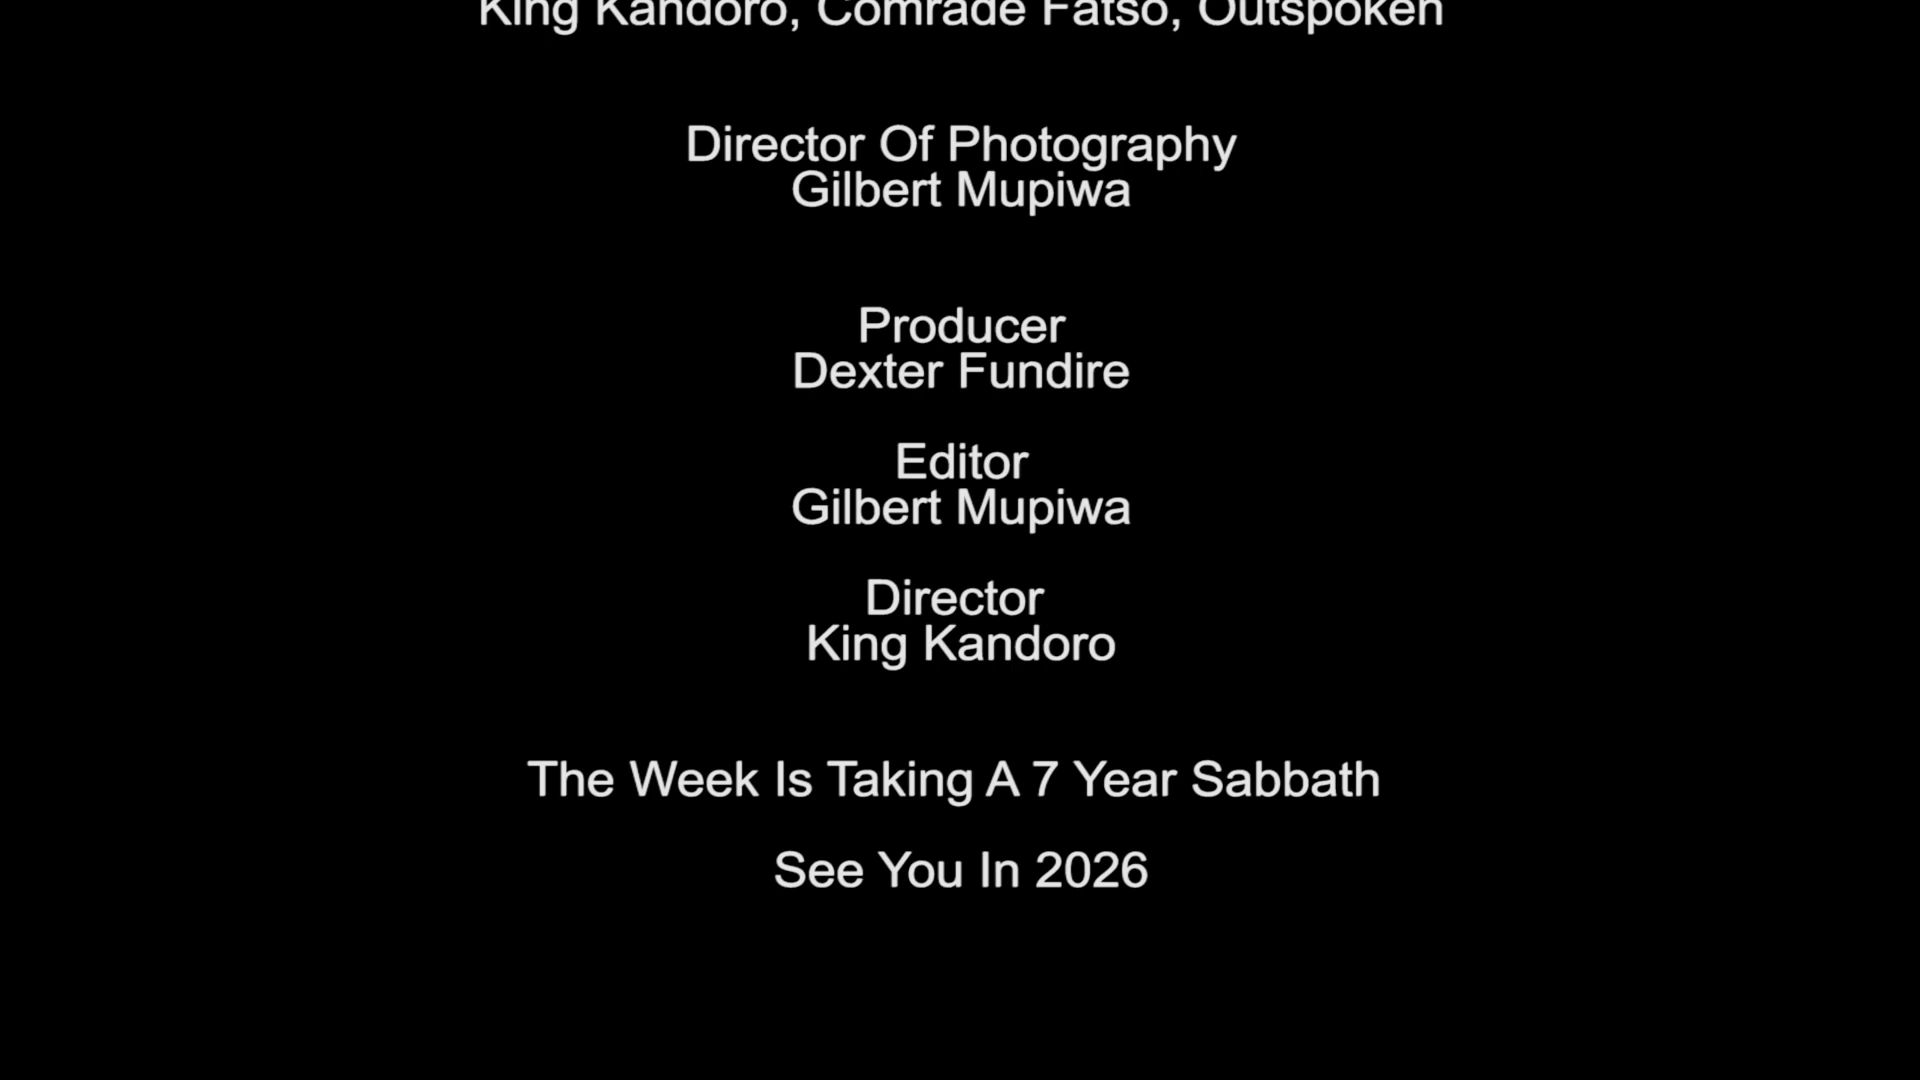 King Kandoro, Comrade Fatso, Outspoken
Director Of Photography
Gilbert Mupiwa
Producer
Dexter Fundire
Editor
Gilbert Mupiwa
Director
King Kandoro
The Week Is Taking A 7 Year Sabbath
See You In 2026